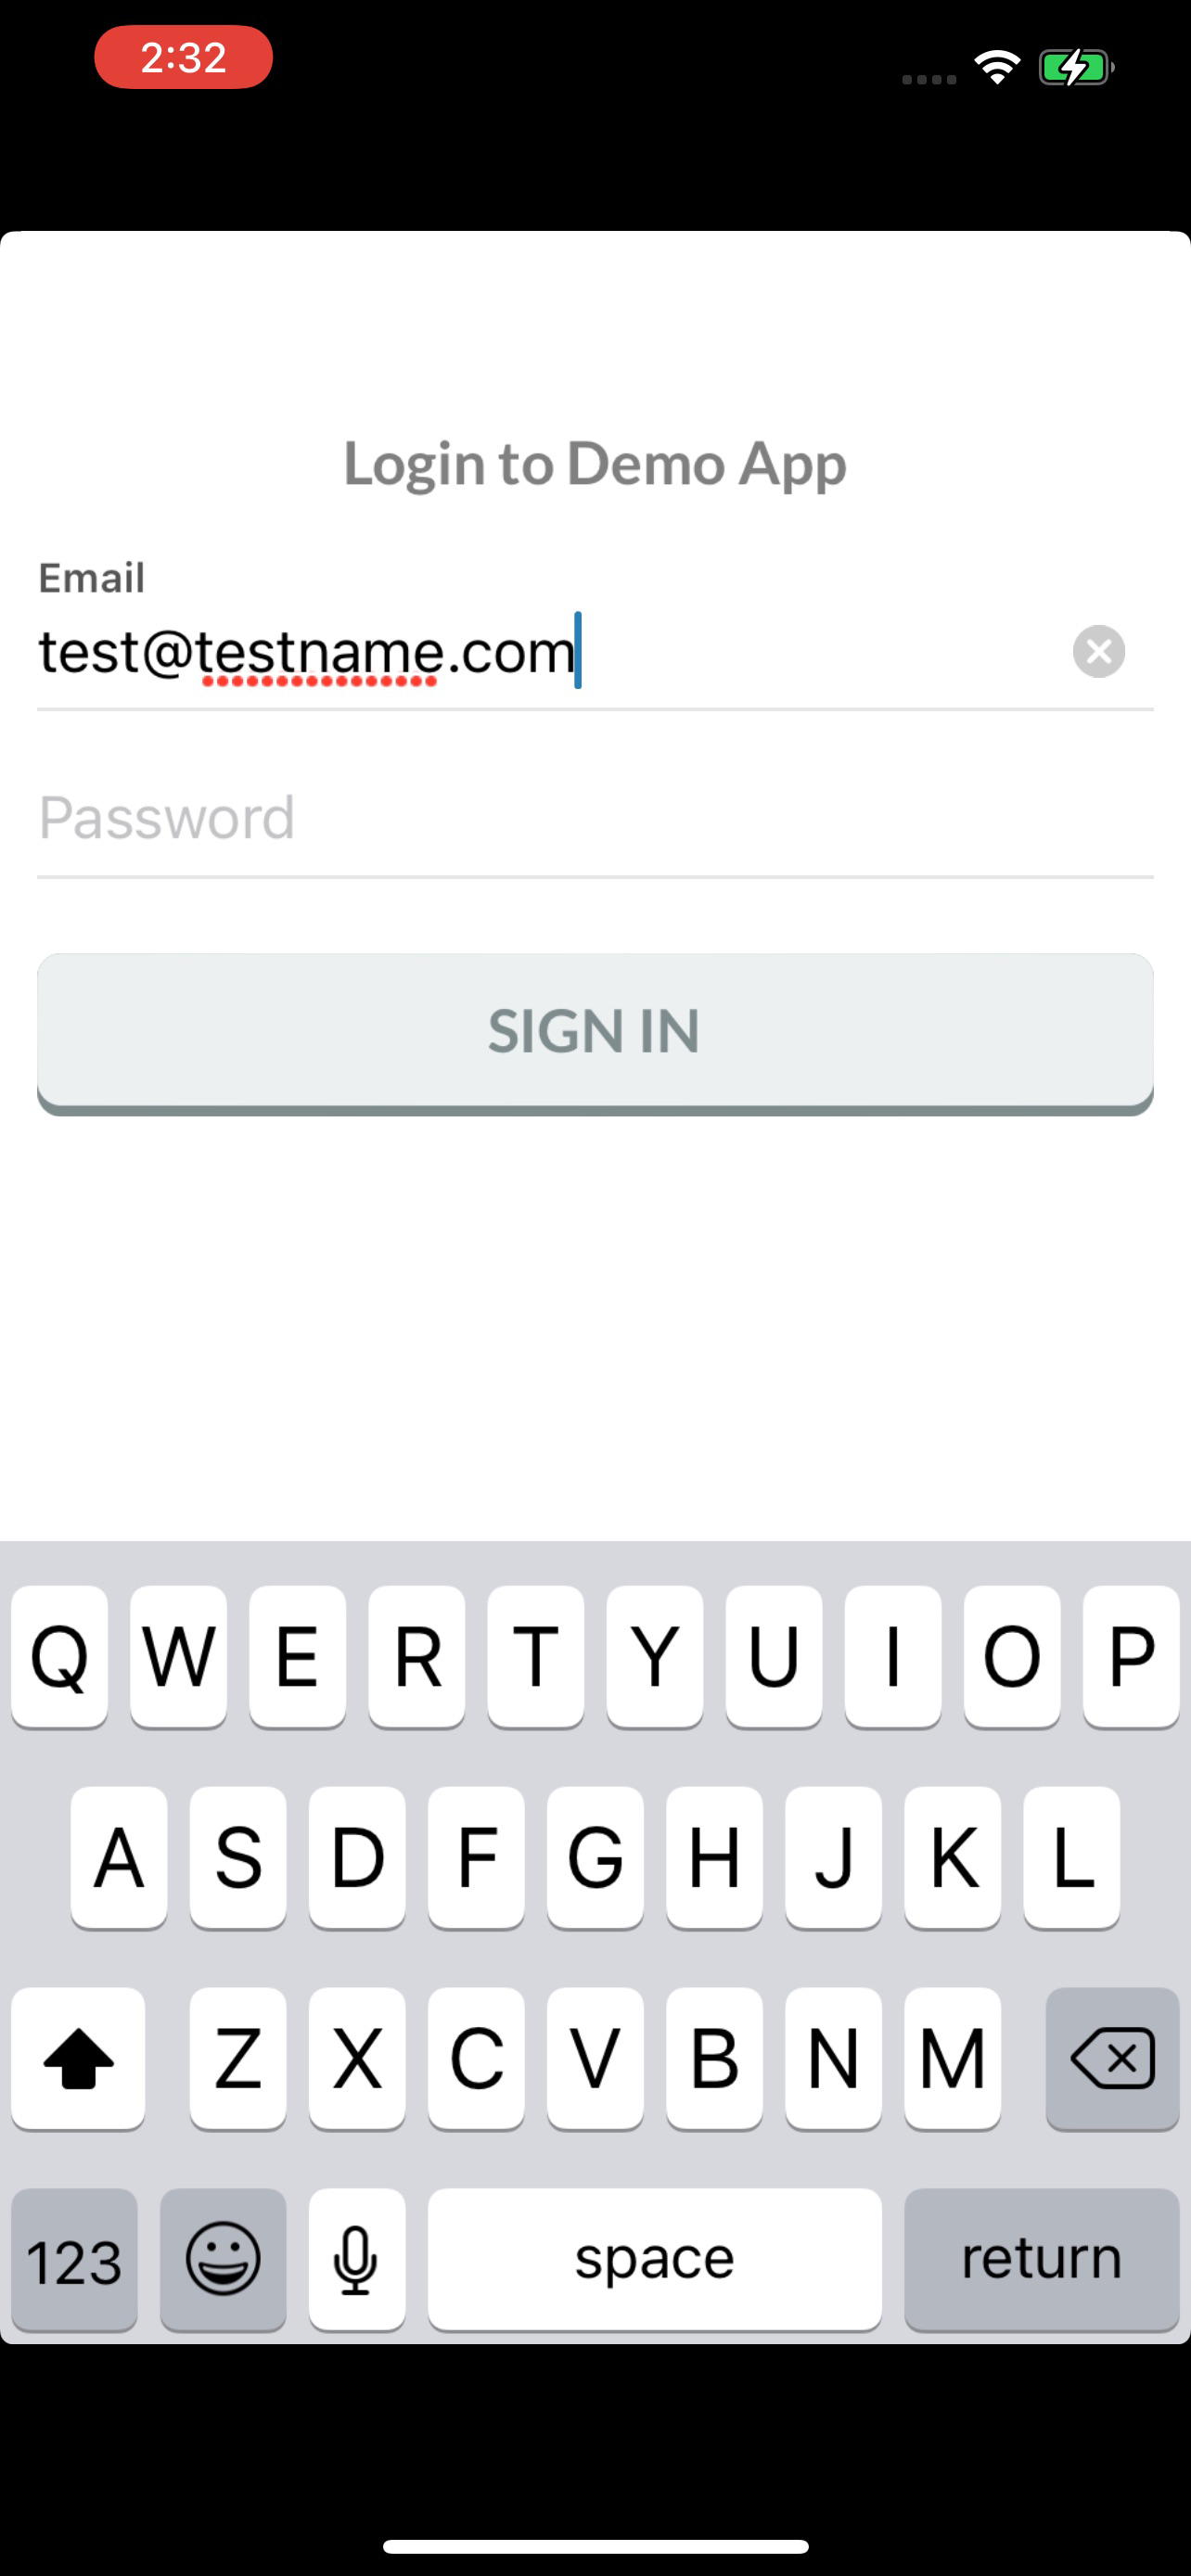 2:32
Login to Demo App
Email
test@testname.com
Password
SIGN IN
Q W E R T Y U I O P
A S D F G H J K L
Z X C V B N M
123 space return